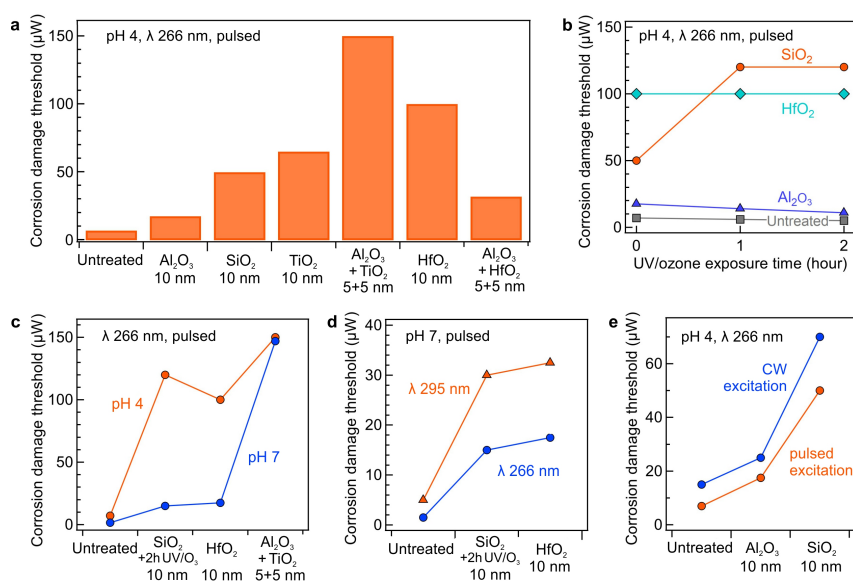 a
pH 4, λ 266 nm, pulsed
Corrosion damage threshold (μW)
150
100
50
0
Untreated
Al₂O₃
10 nm
SiO₂
10 nm
TiO₂
10 nm
Al₂O₃
+ TiO₂
5+5 nm
HfO₂
10 nm
Al₂O₃
+ HfO₂
5+5 nm
b
pH 4, λ 266 nm, pulsed
Corrosion damage threshold (μW)
150
100
50
0
SiO₂
HfO₂
Al₂O₃
Untreated
0
1
2
UV/ozone exposure time (hour)
c
λ 266 nm, pulsed
Corrosion damage threshold (μW)
150
100
50
0
pH 4
pH 7
Untreated
SiO₂
+2h UV/O₃
10 nm
HfO₂
10 nm
Al₂O₃
+ TiO₂
5+5 nm
d
pH 7, pulsed
Corrosion damage threshold (μW)
40
30
20
10
0
λ 295 nm
λ 266 nm
Untreated
SiO₂
+2h UV/O₃
10 nm
HfO₂
10 nm
e
pH 4, λ 266 nm
Corrosion damage threshold (μW)
60
40
20
0
CW
excitation
pulsed
excitation
Untreated
Al₂O₃
10 nm
SiO₂
10 nm